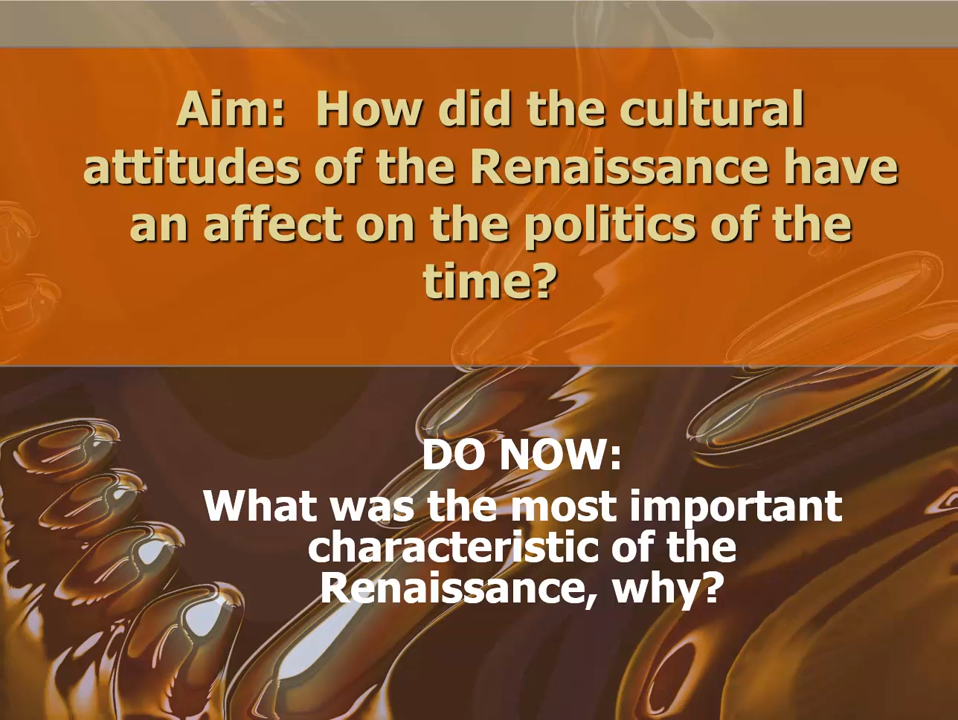 Aim:  How did the cultural
attitudes of the Renaissance have
an affect on the politics of the
time?
DO NOW:
What was the most important
characteristic of the
Renaissance, why?